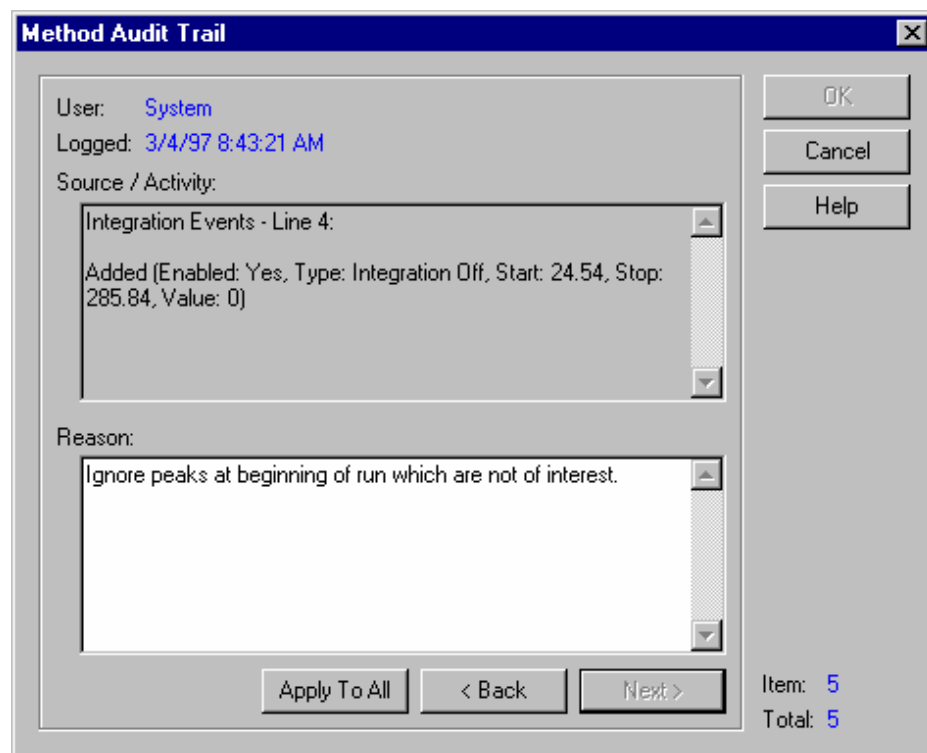 Method Audit Trail
User: System
Logged: 3/4/97 8:43:21 AM
Source / Activity:
Integration Events - Line 4:
Added (Enabled: Yes, Type: Integration Off, Start: 24.54, Stop:
285.84, Value: 0)
Reason:
Ignore peaks at beginning of run which are not of interest.
Apply To All
< Back
Next >
OK
Cancel
Help
Item: 5
Total: 5